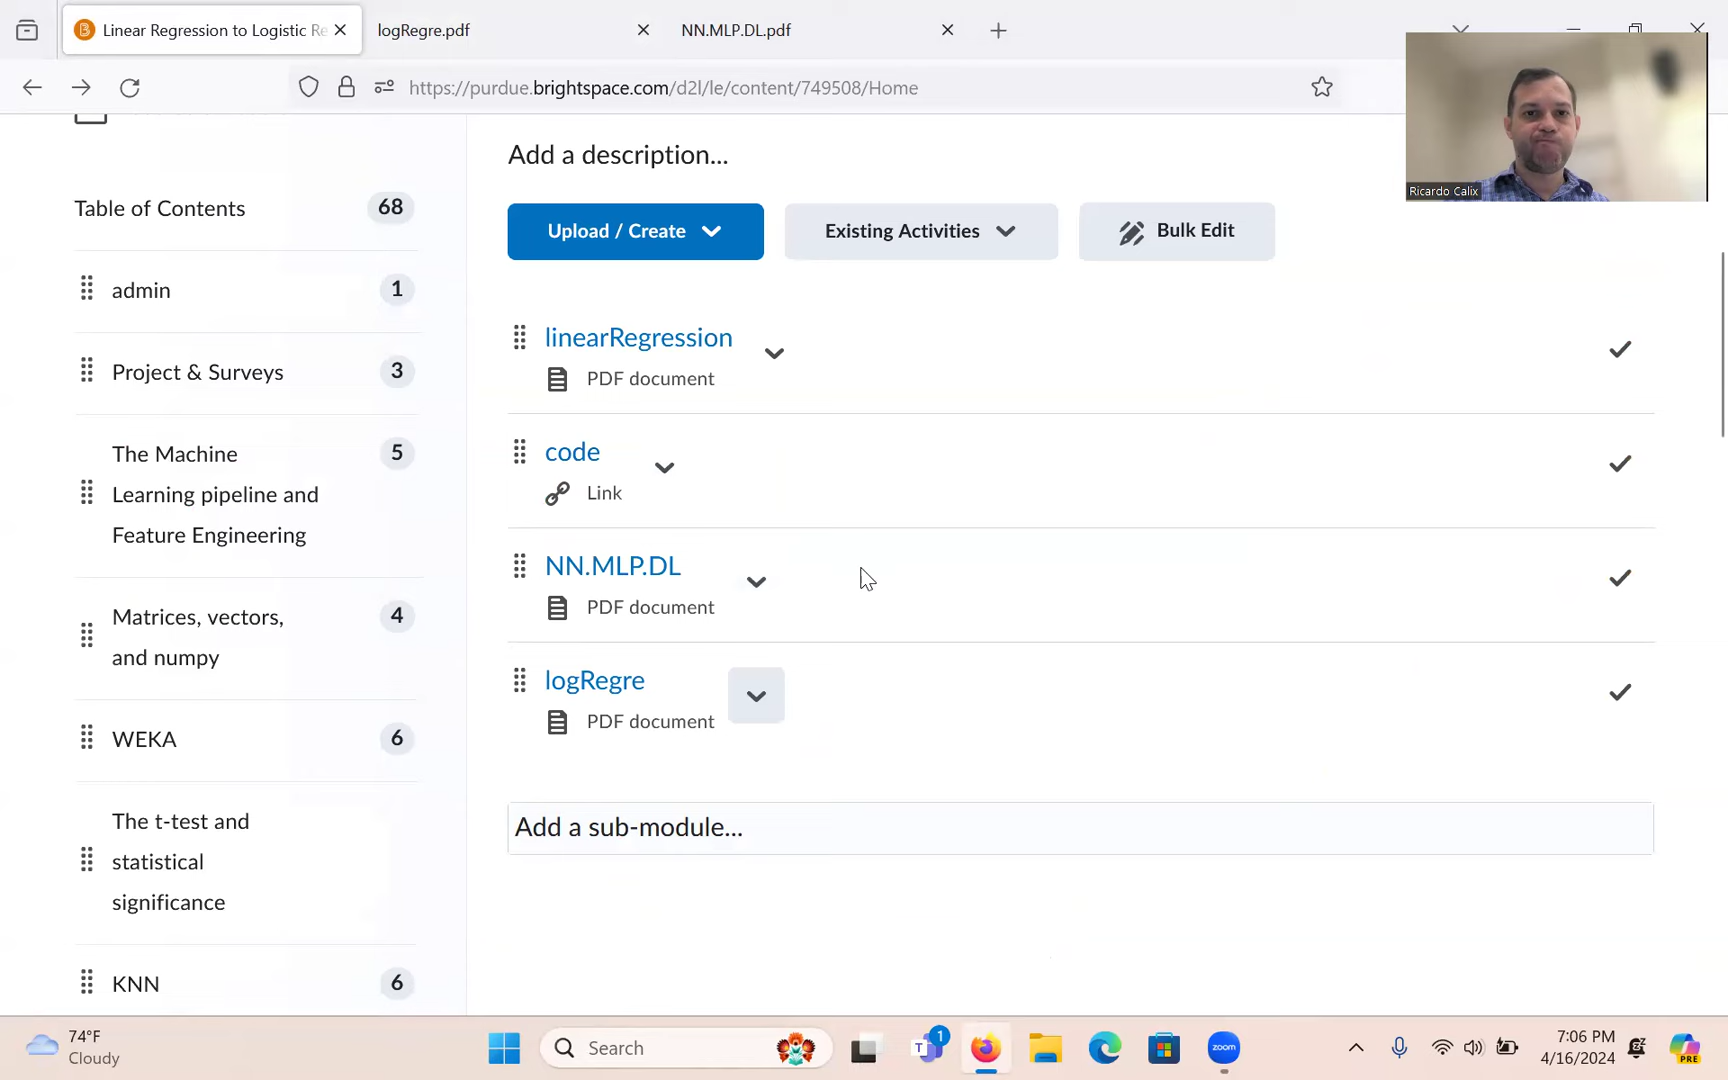 Linear Regression to Logistic Re
logRegre.pdf
NN.MLP.DL.pdf
https://purdue.brightspace.com/d2l/le/content/749508/Home
Ricardo Calix
Table of Contents
68
admin
1
Project & Surveys
3
The Machine
Learning pipeline and
Feature Engineering
5
Matrices, vectors,
and numpy
4
WEKA
6
The t-test and
statistical
significance
KNN
6
Add a description...
Upload / Create
Existing Activities
Bulk Edit
linearRegression
PDF document
code
Link
NN.MLP.DL
PDF document
logRegre
PDF document
Add a sub-module...
74°F
Cloudy
Search
T
1
zoom
7:06 PM
4/16/2024
PRE